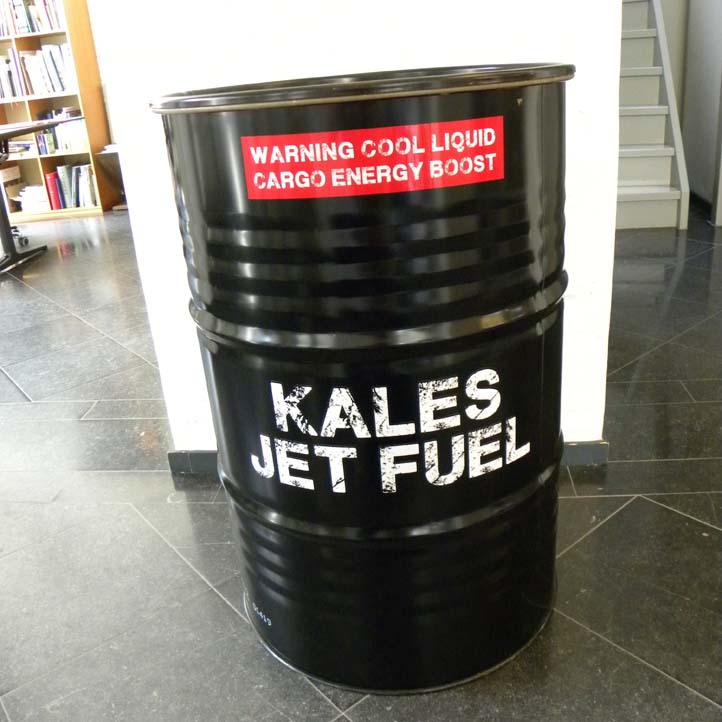 WARNING COOL LIQUID
CARGO ENERGY BOOST
KALES
JET FUEL